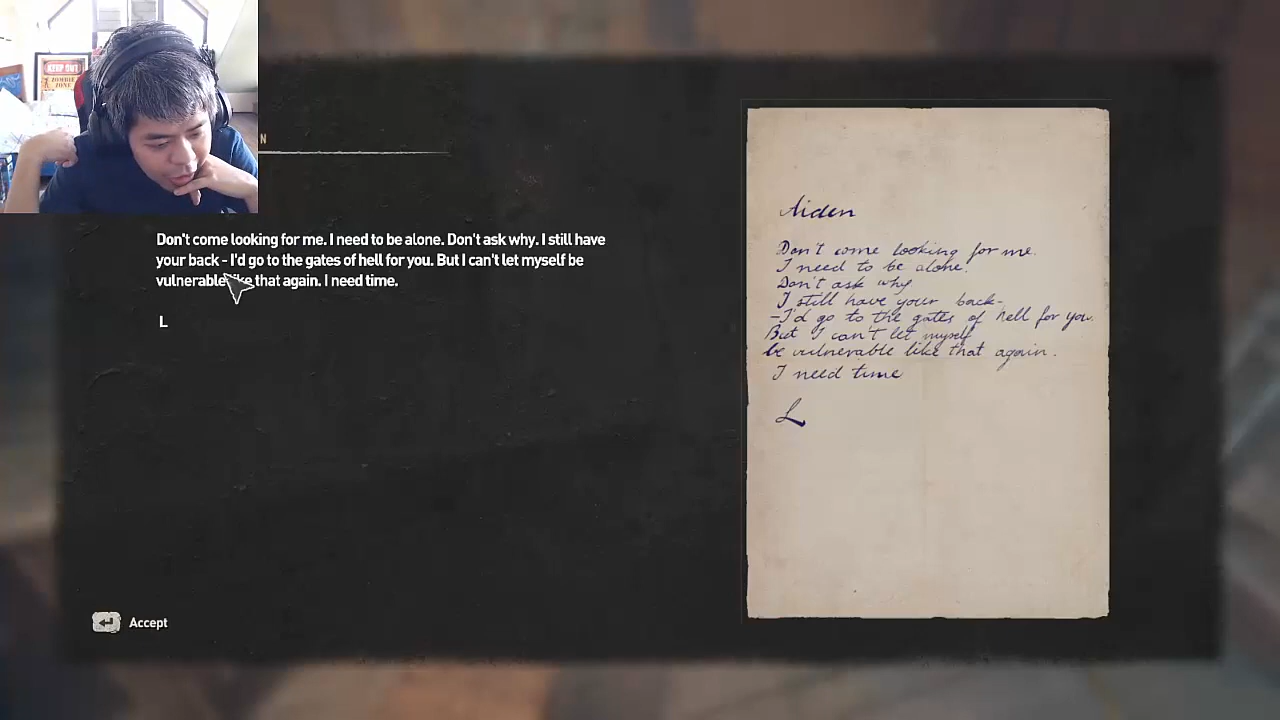 KEEP OUT
ZOMBIE
ZONE
N
Don't come looking for me. I need to be alone. Don't ask why. I still have
your back - I'd go to the gates of hell for you. But I can't let myself be
vulnerable that again. I need time.
L
Accept
Aiden
Don't come looking for me.
I need to be alone.
Don't ask why
I still have your back-
-I'd go to the gates of hell for you.
But I can't let myself
be vulnerable like that again.
I need time
L